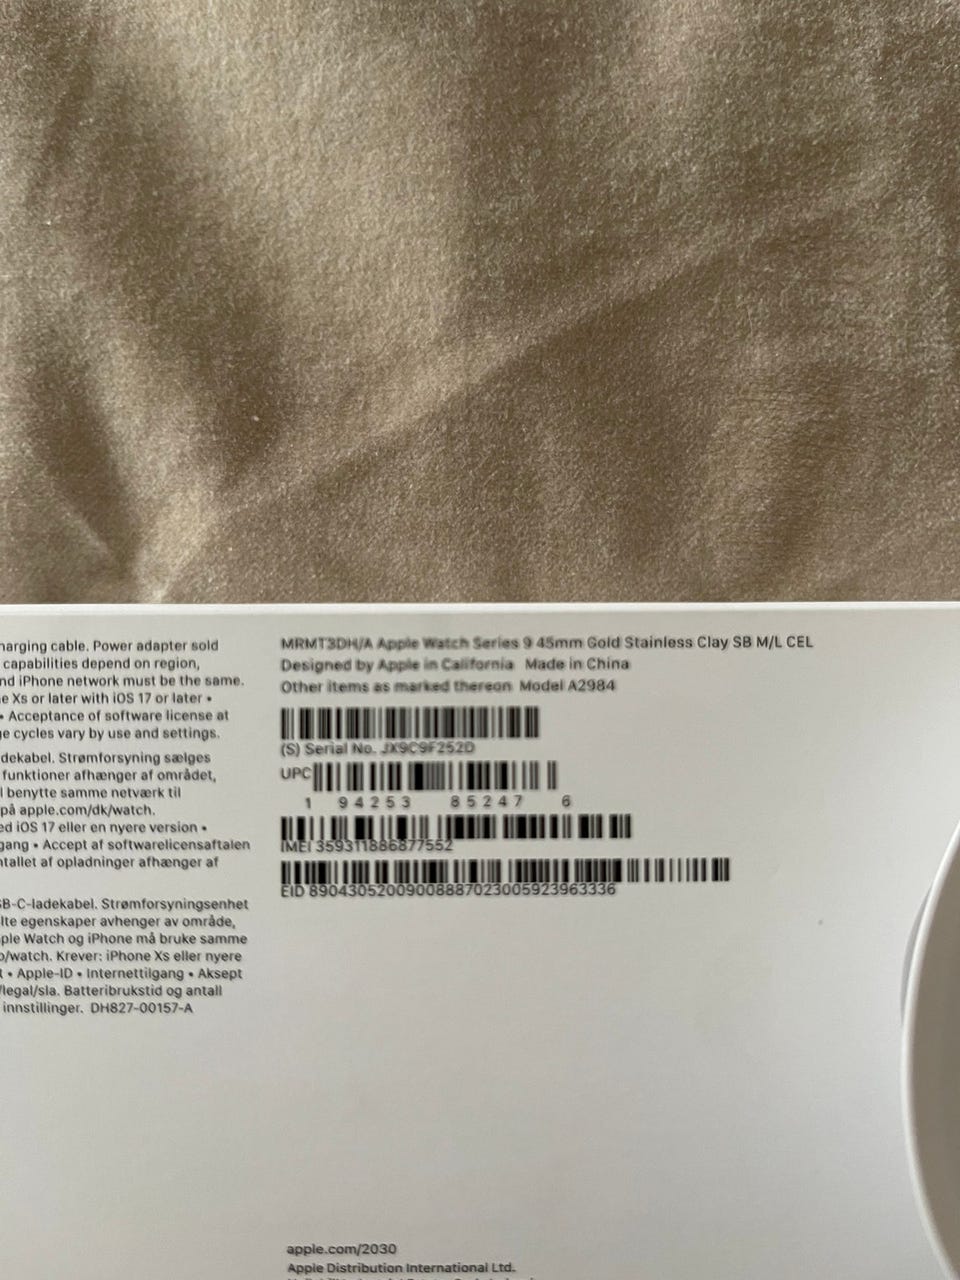 harging cable. Power adapter sold
capabilities depend on region,
nd iPhone network must be the same.
e Xs or later with iOS 17 or later •
• Acceptance of software license at
ge cycles vary by use and settings.
dekabel. Strømforsyning sælges
funktioner afhænger af området,
l benytte samme netværk til
på apple.com/dk/watch.
ed iOS 17 eller en nyere version •
gang • Accept af softwarelicensaftalen
ntallet af opladninger afhænger af
SB-C-ladekabel. Strømforsyningsenhet
lte egenskaper avhenger av område,
ple Watch og iPhone må bruke samme
o/watch. Krever: iPhone Xs eller nyere
t • Apple-ID • Internettilgang • Aksept
/legal/sla. Batteribrukstid og antall
innstillinger. DH827-00157-A
MRMT3DH/A Apple Watch Series 9 45mm Gold Stainless Clay SB M/L CEL
Designed by Apple in California Made in China
Other items as marked thereon Model A2984
(S) Serial No. JX9C9F252D
UPC
1 94253 85247 6
IMEI 359311886877552
EID 89043052009008887023005923963336
apple.com/2030
Apple Distribution International Ltd.